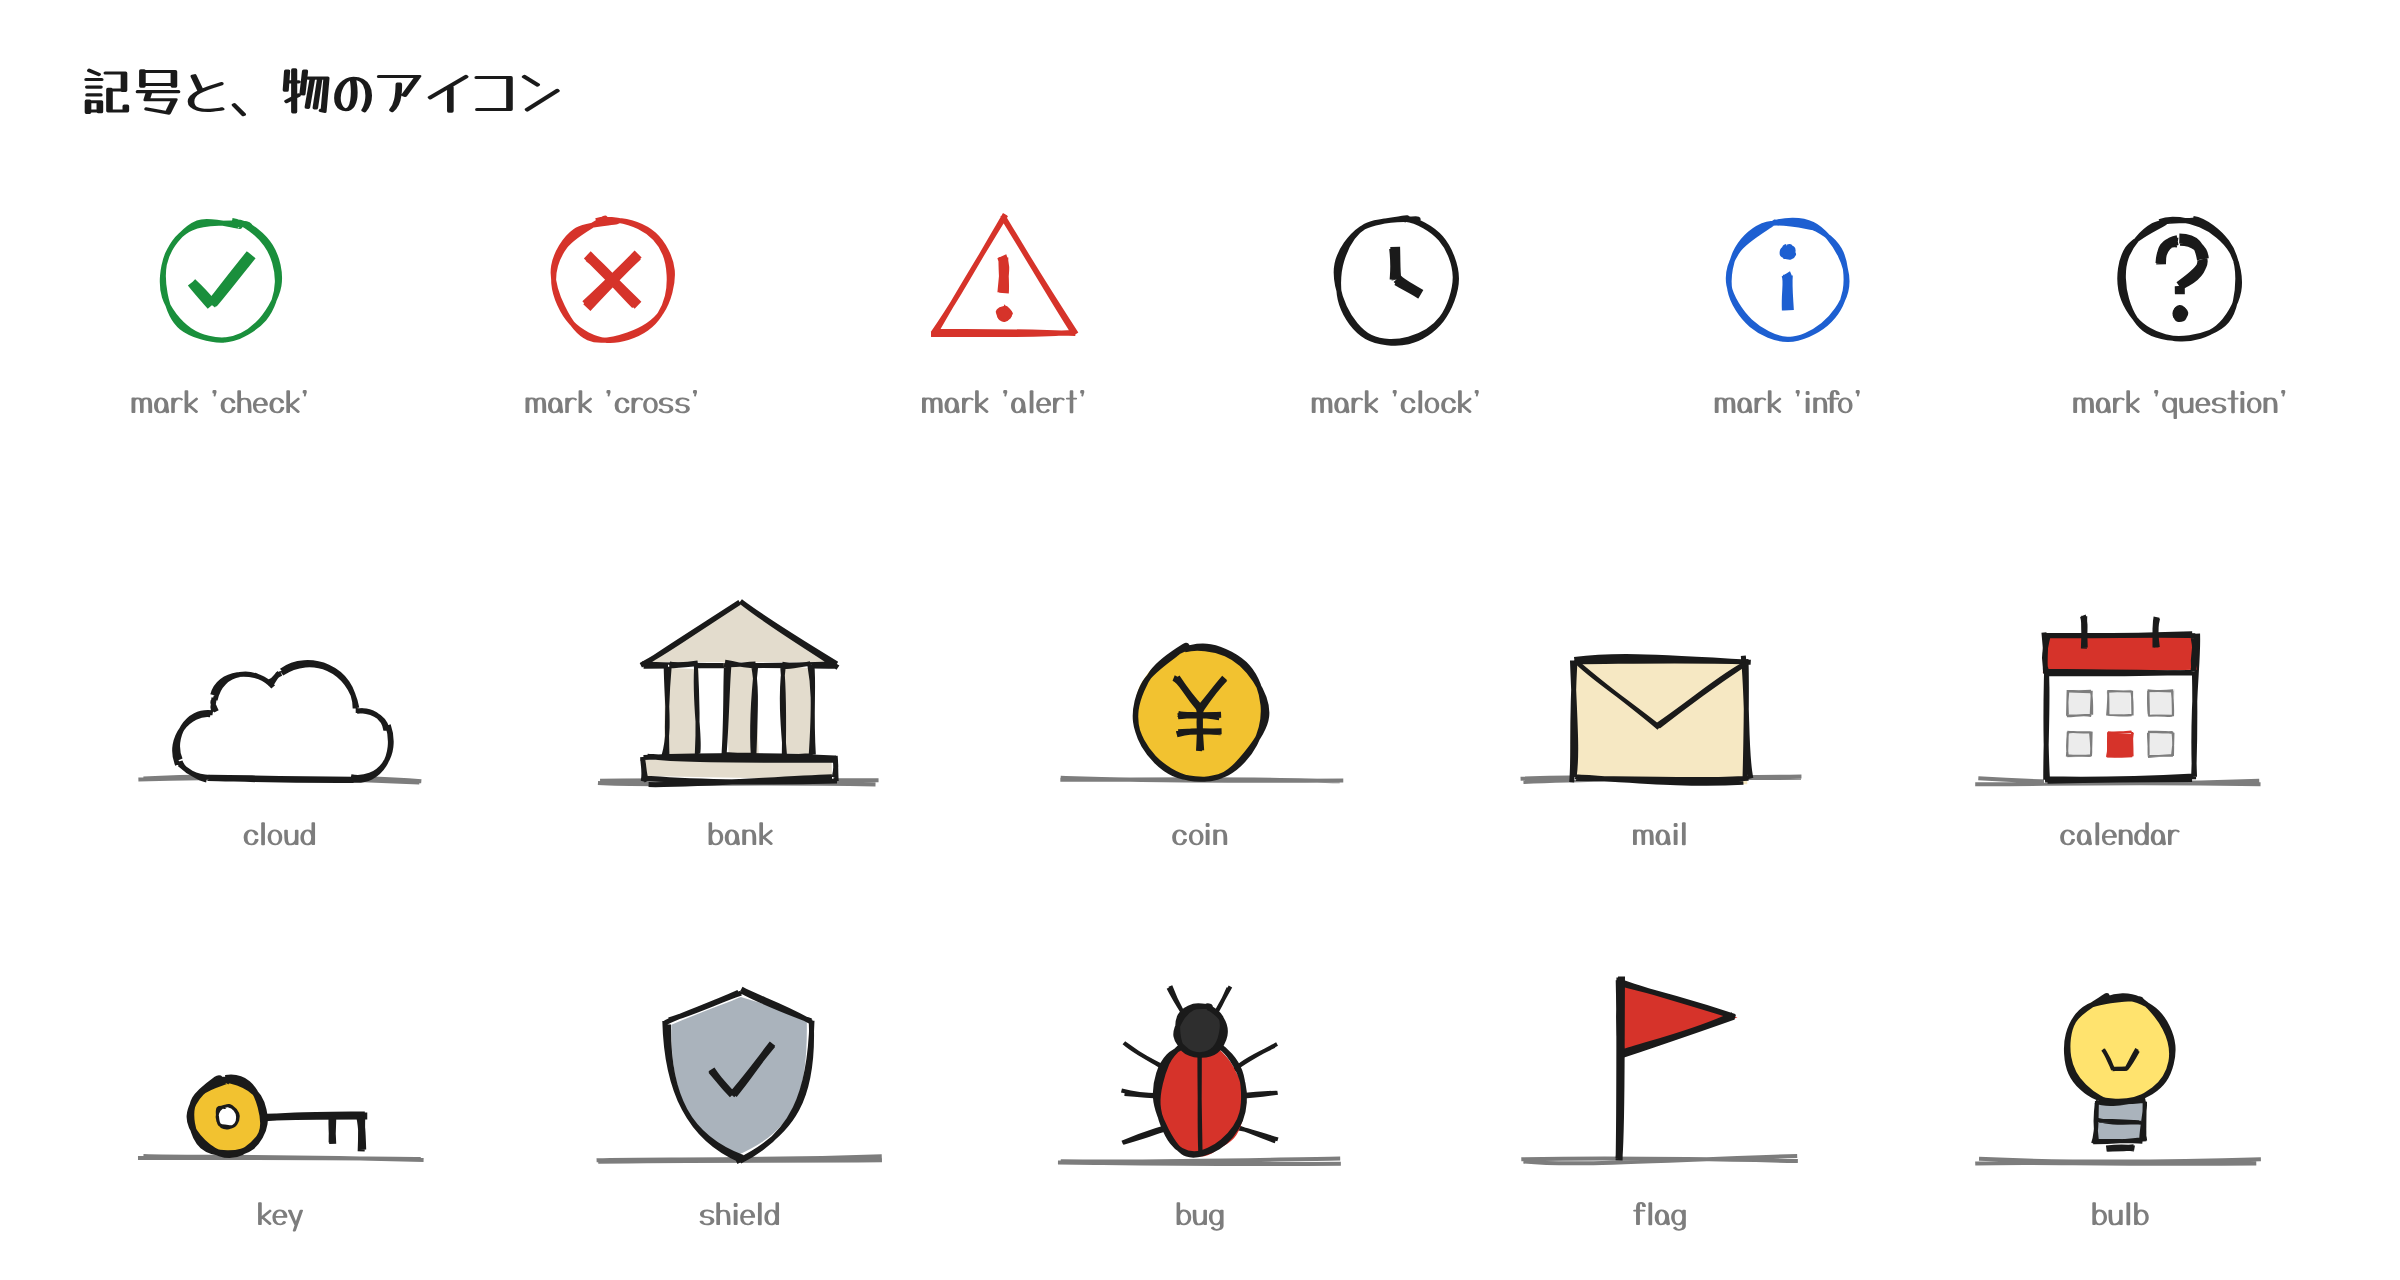 記号と、物のアイコン
mark 'check' mark 'cross' mark 'alert' mark 'clock' mark 'info' mark 'question'
¥
cloud bank coin mail calendar
key shield bug flag bulb